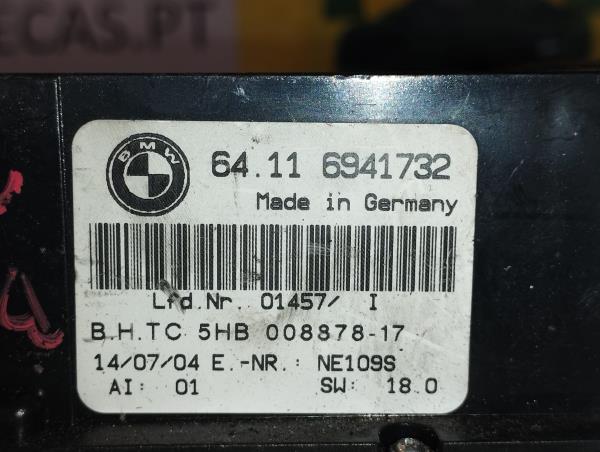 ECAS.PT
BMW
64.11 6941732
Made in Germany
Lfd.Nr. 01457/ I
B.H.TC 5HB 008878-17
14/07/04 E.-NR.: NE109S
AI: 01 SW: 18.0